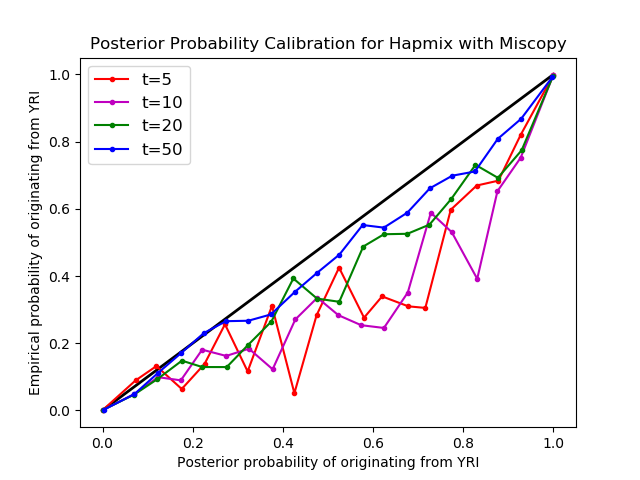 Posterior Probability Calibration for Hapmix with Miscopy
t=5
t=10
t=20
t=50
1.0
0.8
0.6
0.4
0.2
0.0
Empirical probability of originating from YRI
0.0 0.2 0.4 0.6 0.8 1.0
Posterior probability of originating from YRI